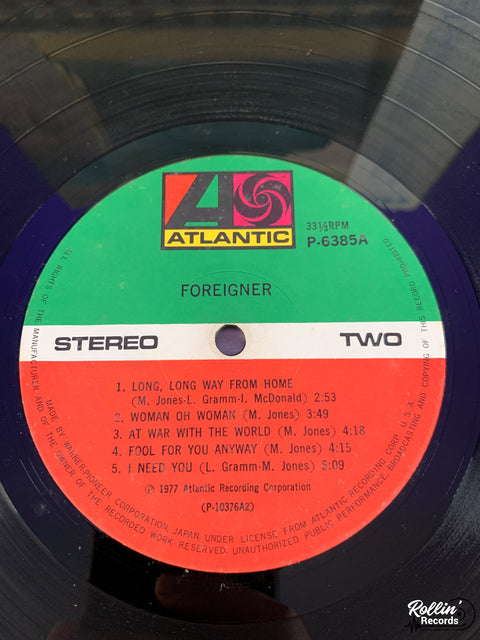 ATLANTIC
33⅓RPM
P-6385A
FOREIGNER
STEREO
TWO
1. LONG, LONG WAY FROM HOME
(M. Jones-L. Gramm-I. McDonald) 2:53
2. WOMAN OH WOMAN (M. Jones) 3:49
3. AT WAR WITH THE WORLD (M. Jones) 4:18
4. FOOL FOR YOU ANYWAY (M. Jones) 4:15
5. I NEED YOU (L. Gramm-M. Jones) 5:09
Ⓟ 1977 Atlantic Recording Corporation
(P-10376A2)
MADE BY WARNER-PIONEER CORPORATION, JAPAN, UNDER LICENSE FROM ATLANTIC RECORDING CORP. U.S.A.
ALL RIGHTS OF THE MANUFACTURER AND OF THE OWNER OF THE RECORDED WORK RESERVED. UNAUTHORIZED PUBLIC PERFORMANCE, BROADCASTING AND COPYING OF THIS RECORD PROHIBITED
Rollin'
Records